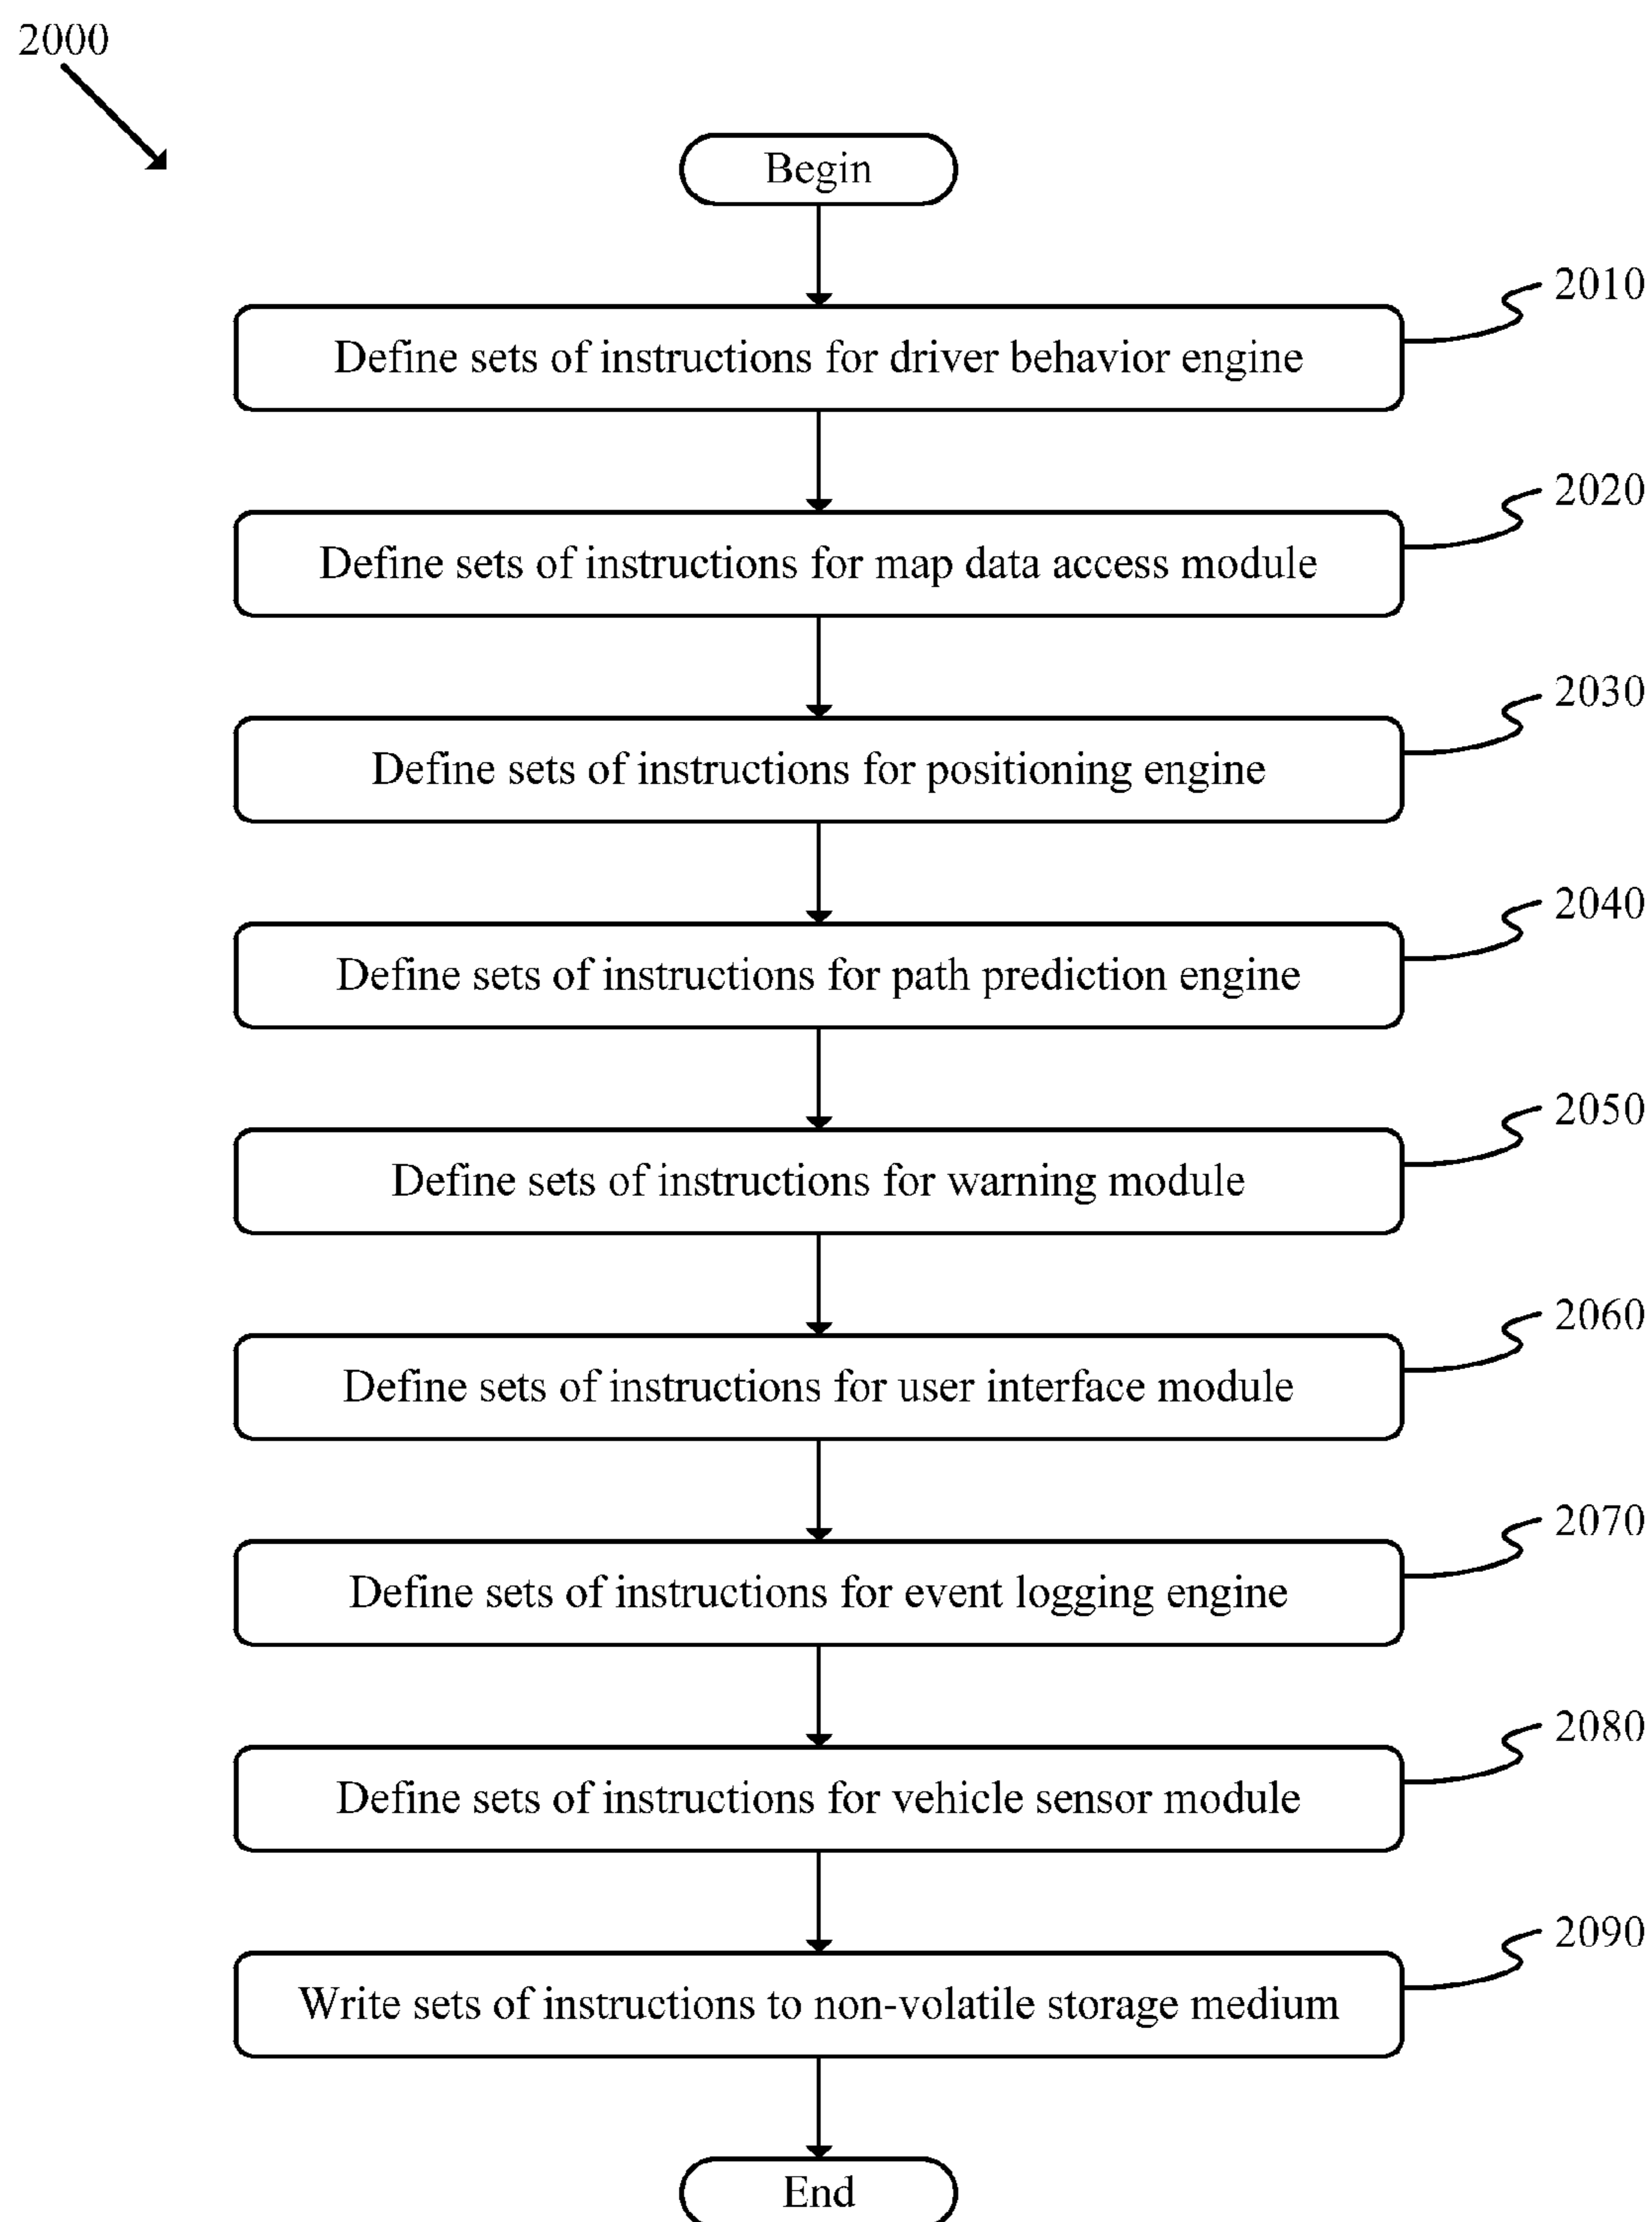 2000
Begin
2010
Define sets of instructions for driver behavior engine
2020
Define sets of instructions for map data access module
2030
Define sets of instructions for positioning engine
2040
Define sets of instructions for path prediction engine
2050
Define sets of instructions for warning module
2060
Define sets of instructions for user interface module
2070
Define sets of instructions for event logging engine
2080
Define sets of instructions for vehicle sensor module
2090
Write sets of instructions to non-volatile storage medium
End